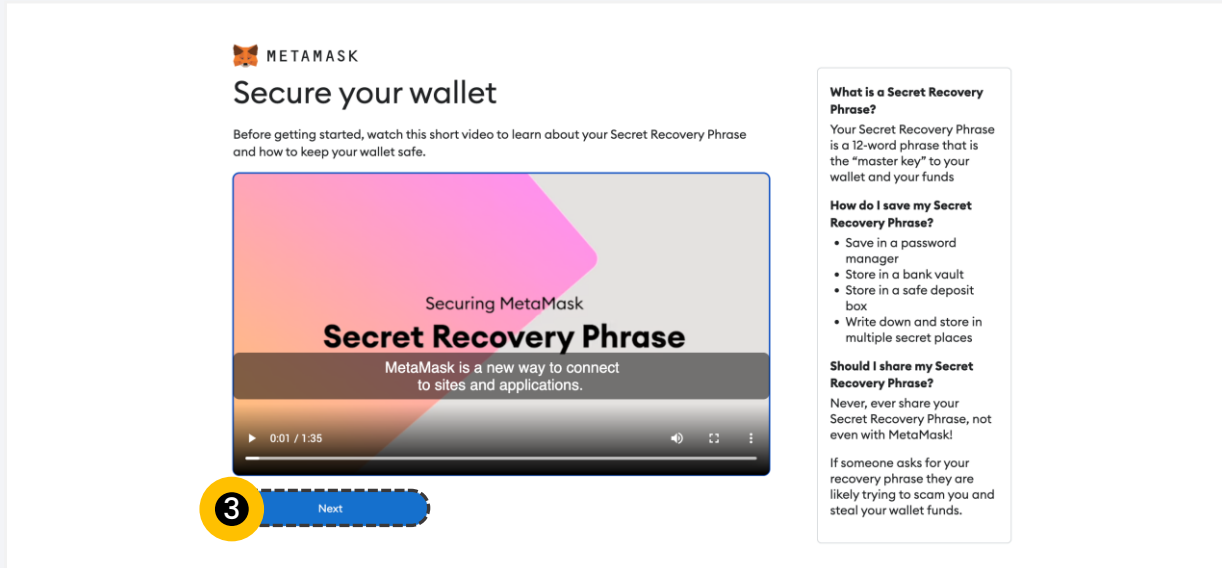 METAMASK
Secure your wallet
Before getting started, watch this short video to learn about your Secret Recovery Phrase
and how to keep your wallet safe.
Securing MetaMask
Secret Recovery Phrase
MetaMask is a new way to connect
to sites and applications.
0:01 / 1:35
3
Next
What is a Secret Recovery
Phrase?
Your Secret Recovery Phrase
is a 12-word phrase that is
the “master key” to your
wallet and your funds
How do I save my Secret
Recovery Phrase?
• Save in a password
manager
• Store in a bank vault
• Store in a safe deposit
box
• Write down and store in
multiple secret places
Should I share my Secret
Recovery Phrase?
Never, ever share your
Secret Recovery Phrase, not
even with MetaMask!
If someone asks for your
recovery phrase they are
likely trying to scam you and
steal your wallet funds.